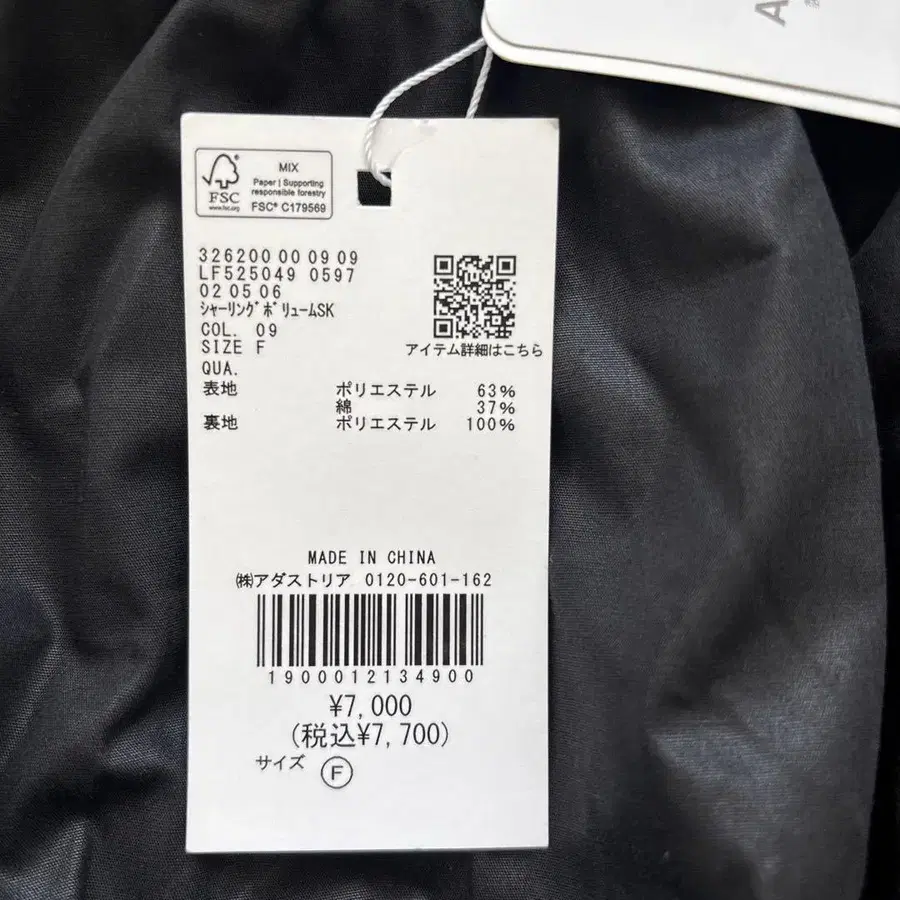 MIX
Paper | Supporting
responsible forestry
FSC
www.fsc.org
FSC® C179569
326200 00 09 09
LF525049 0597
02 05 06
シャーリングボリュームSK
COL. 09
SIZE F
QUA.
アイテム詳細はこちら
表地 ポリエステル 63%
綿 37%
裏地 ポリエステル 100%
MADE IN CHINA
㈱アダストリア 0120-601-162
1900012134900
¥7,000
(税込¥7,700)
サイズ F
A